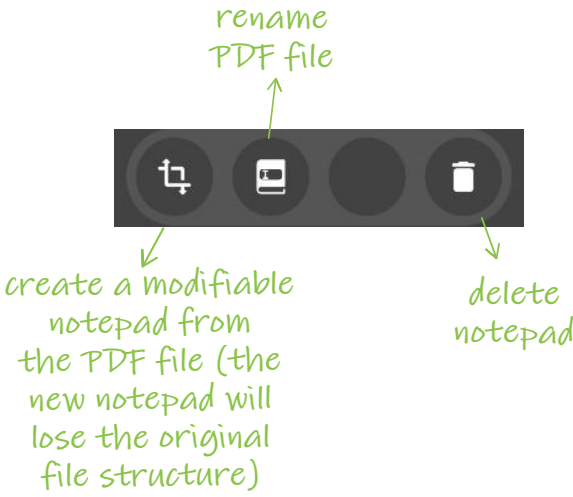 rename
PDF file
create a modifiable
notepad from
the PDF file (the
new notepad will
lose the original
file structure)
delete
notepad